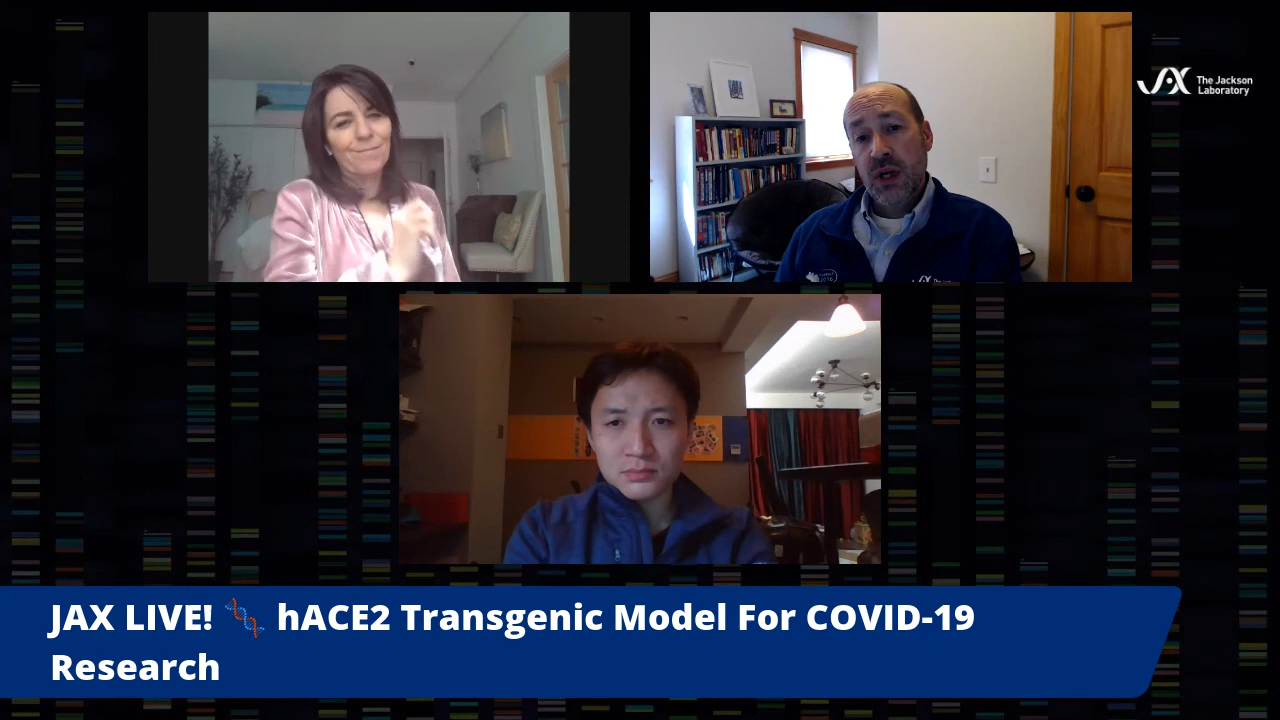 The Jackson
Laboratory
JAX LIVE! 🧬 hACE2 Transgenic Model For COVID-19
Research